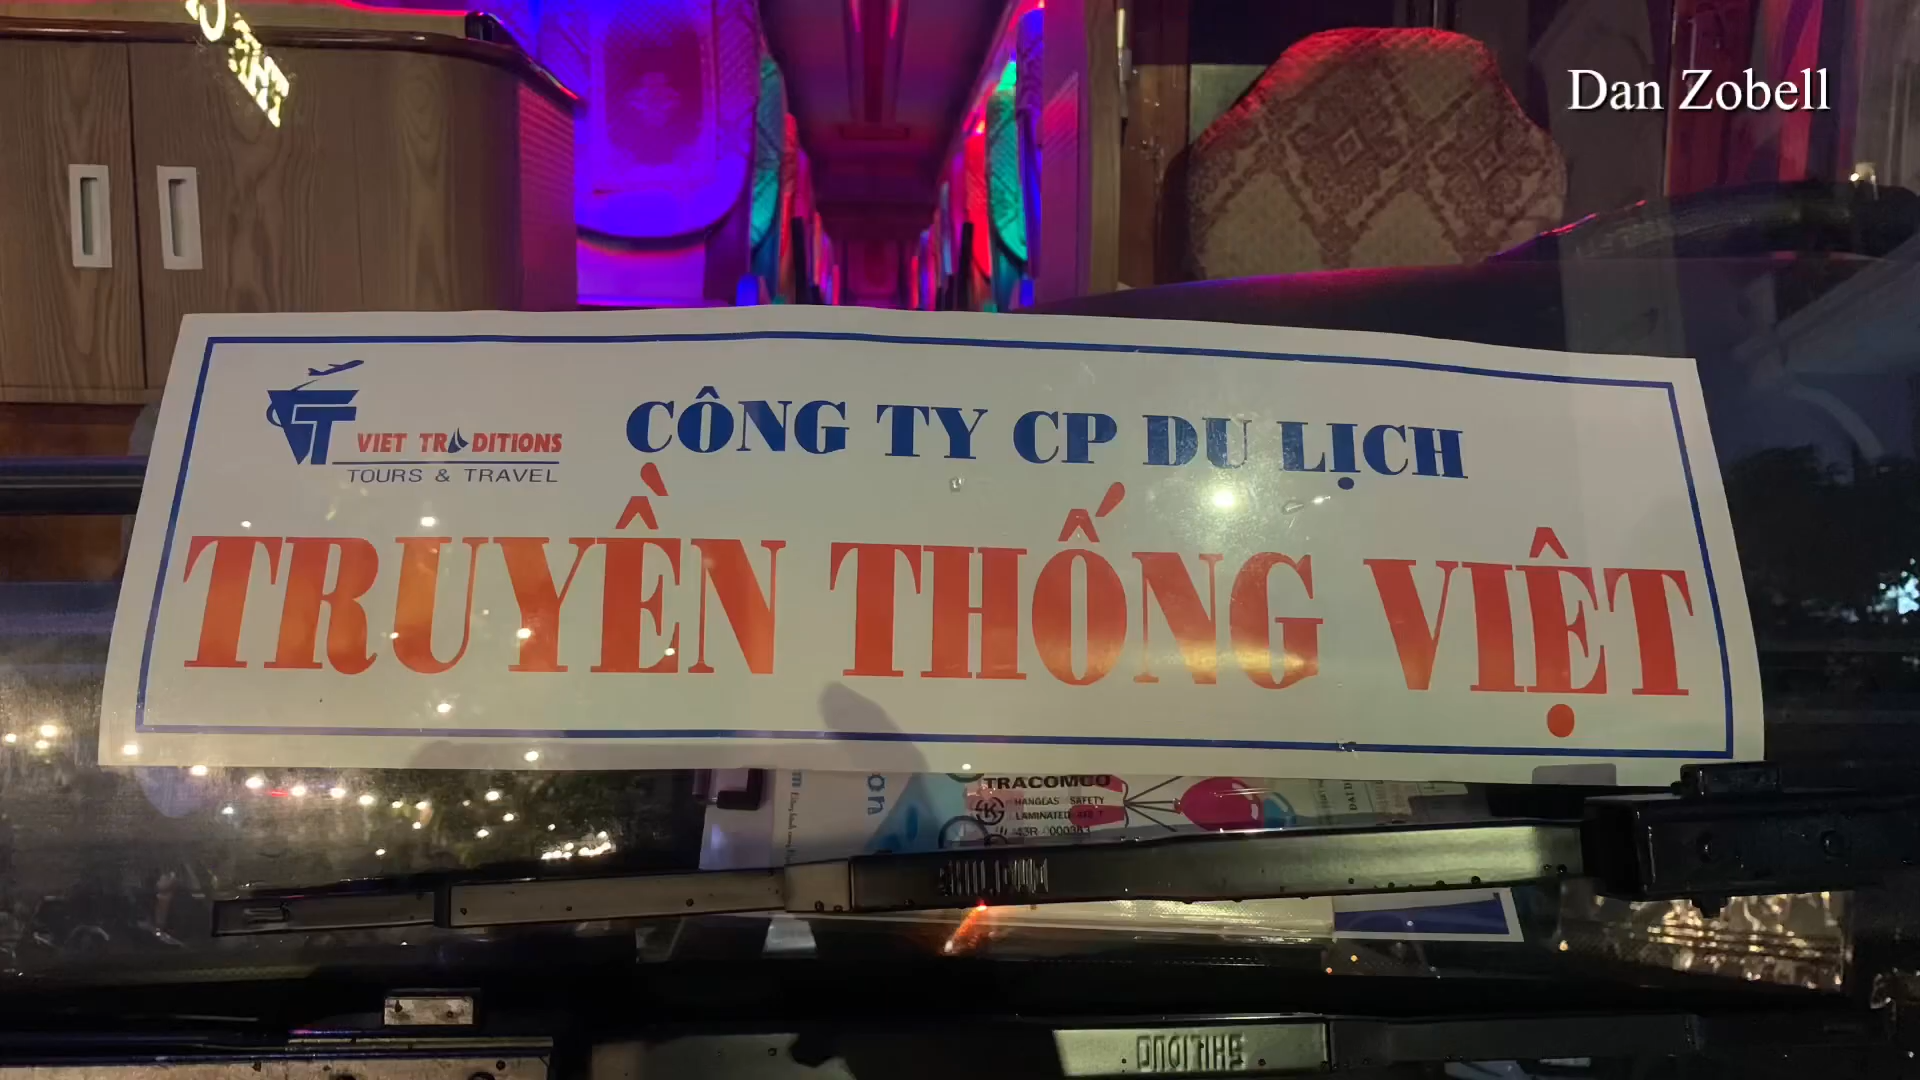 Dan Zobell
VIET TRADITIONS
TOURS & TRAVEL
CÔNG TY CP DU LỊCH
TRUYỀN THỐNG VIỆT
TRACOMCO
HANGLAS SAFETY
LAMINATED
43R